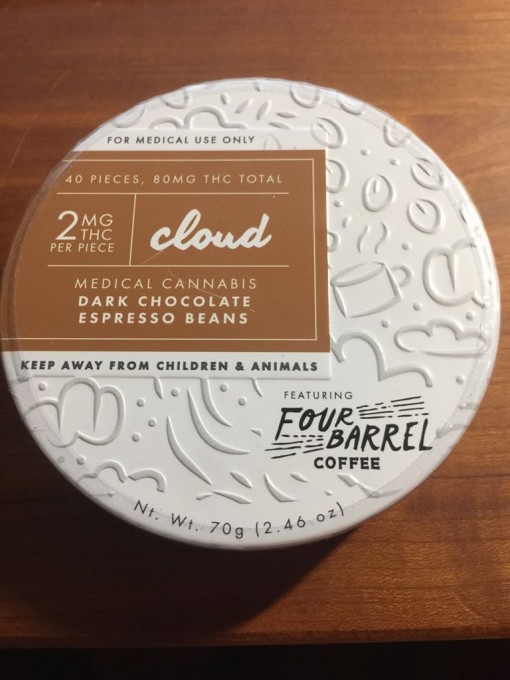 FOR MEDICAL USE ONLY
40 PIECES, 80MG THC TOTAL
2MG THC PER PIECE
cloud
MEDICAL CANNABIS
DARK CHOCOLATE
ESPRESSO BEANS
KEEP AWAY FROM CHILDREN & ANIMALS
FEATURING
FOUR
BARREL
COFFEE
Nt. Wt. 70g (2.46 oz)